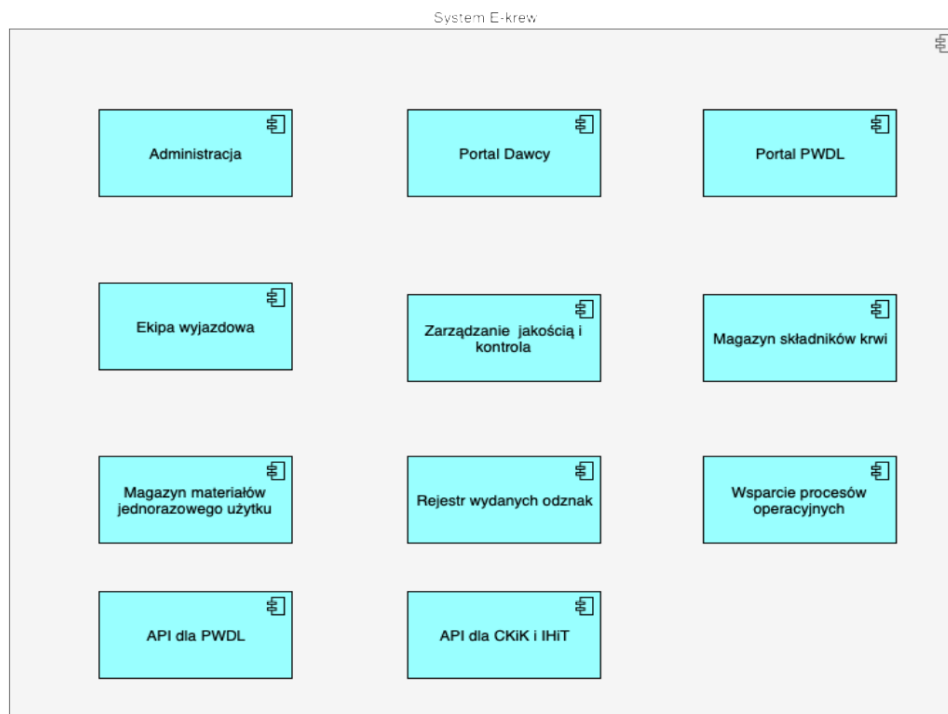 System E-krew
Administracja
Portal Dawcy
Portal PWDL
Ekipa wyjazdowa
Zarządzanie jakością i
kontrola
Magazyn składników krwi
Magazyn materiałów
jednorazowego użytku
Rejestr wydanych odznak
Wsparcie procesów
operacyjnych
API dla PWDL
API dla CKiK i IHiT